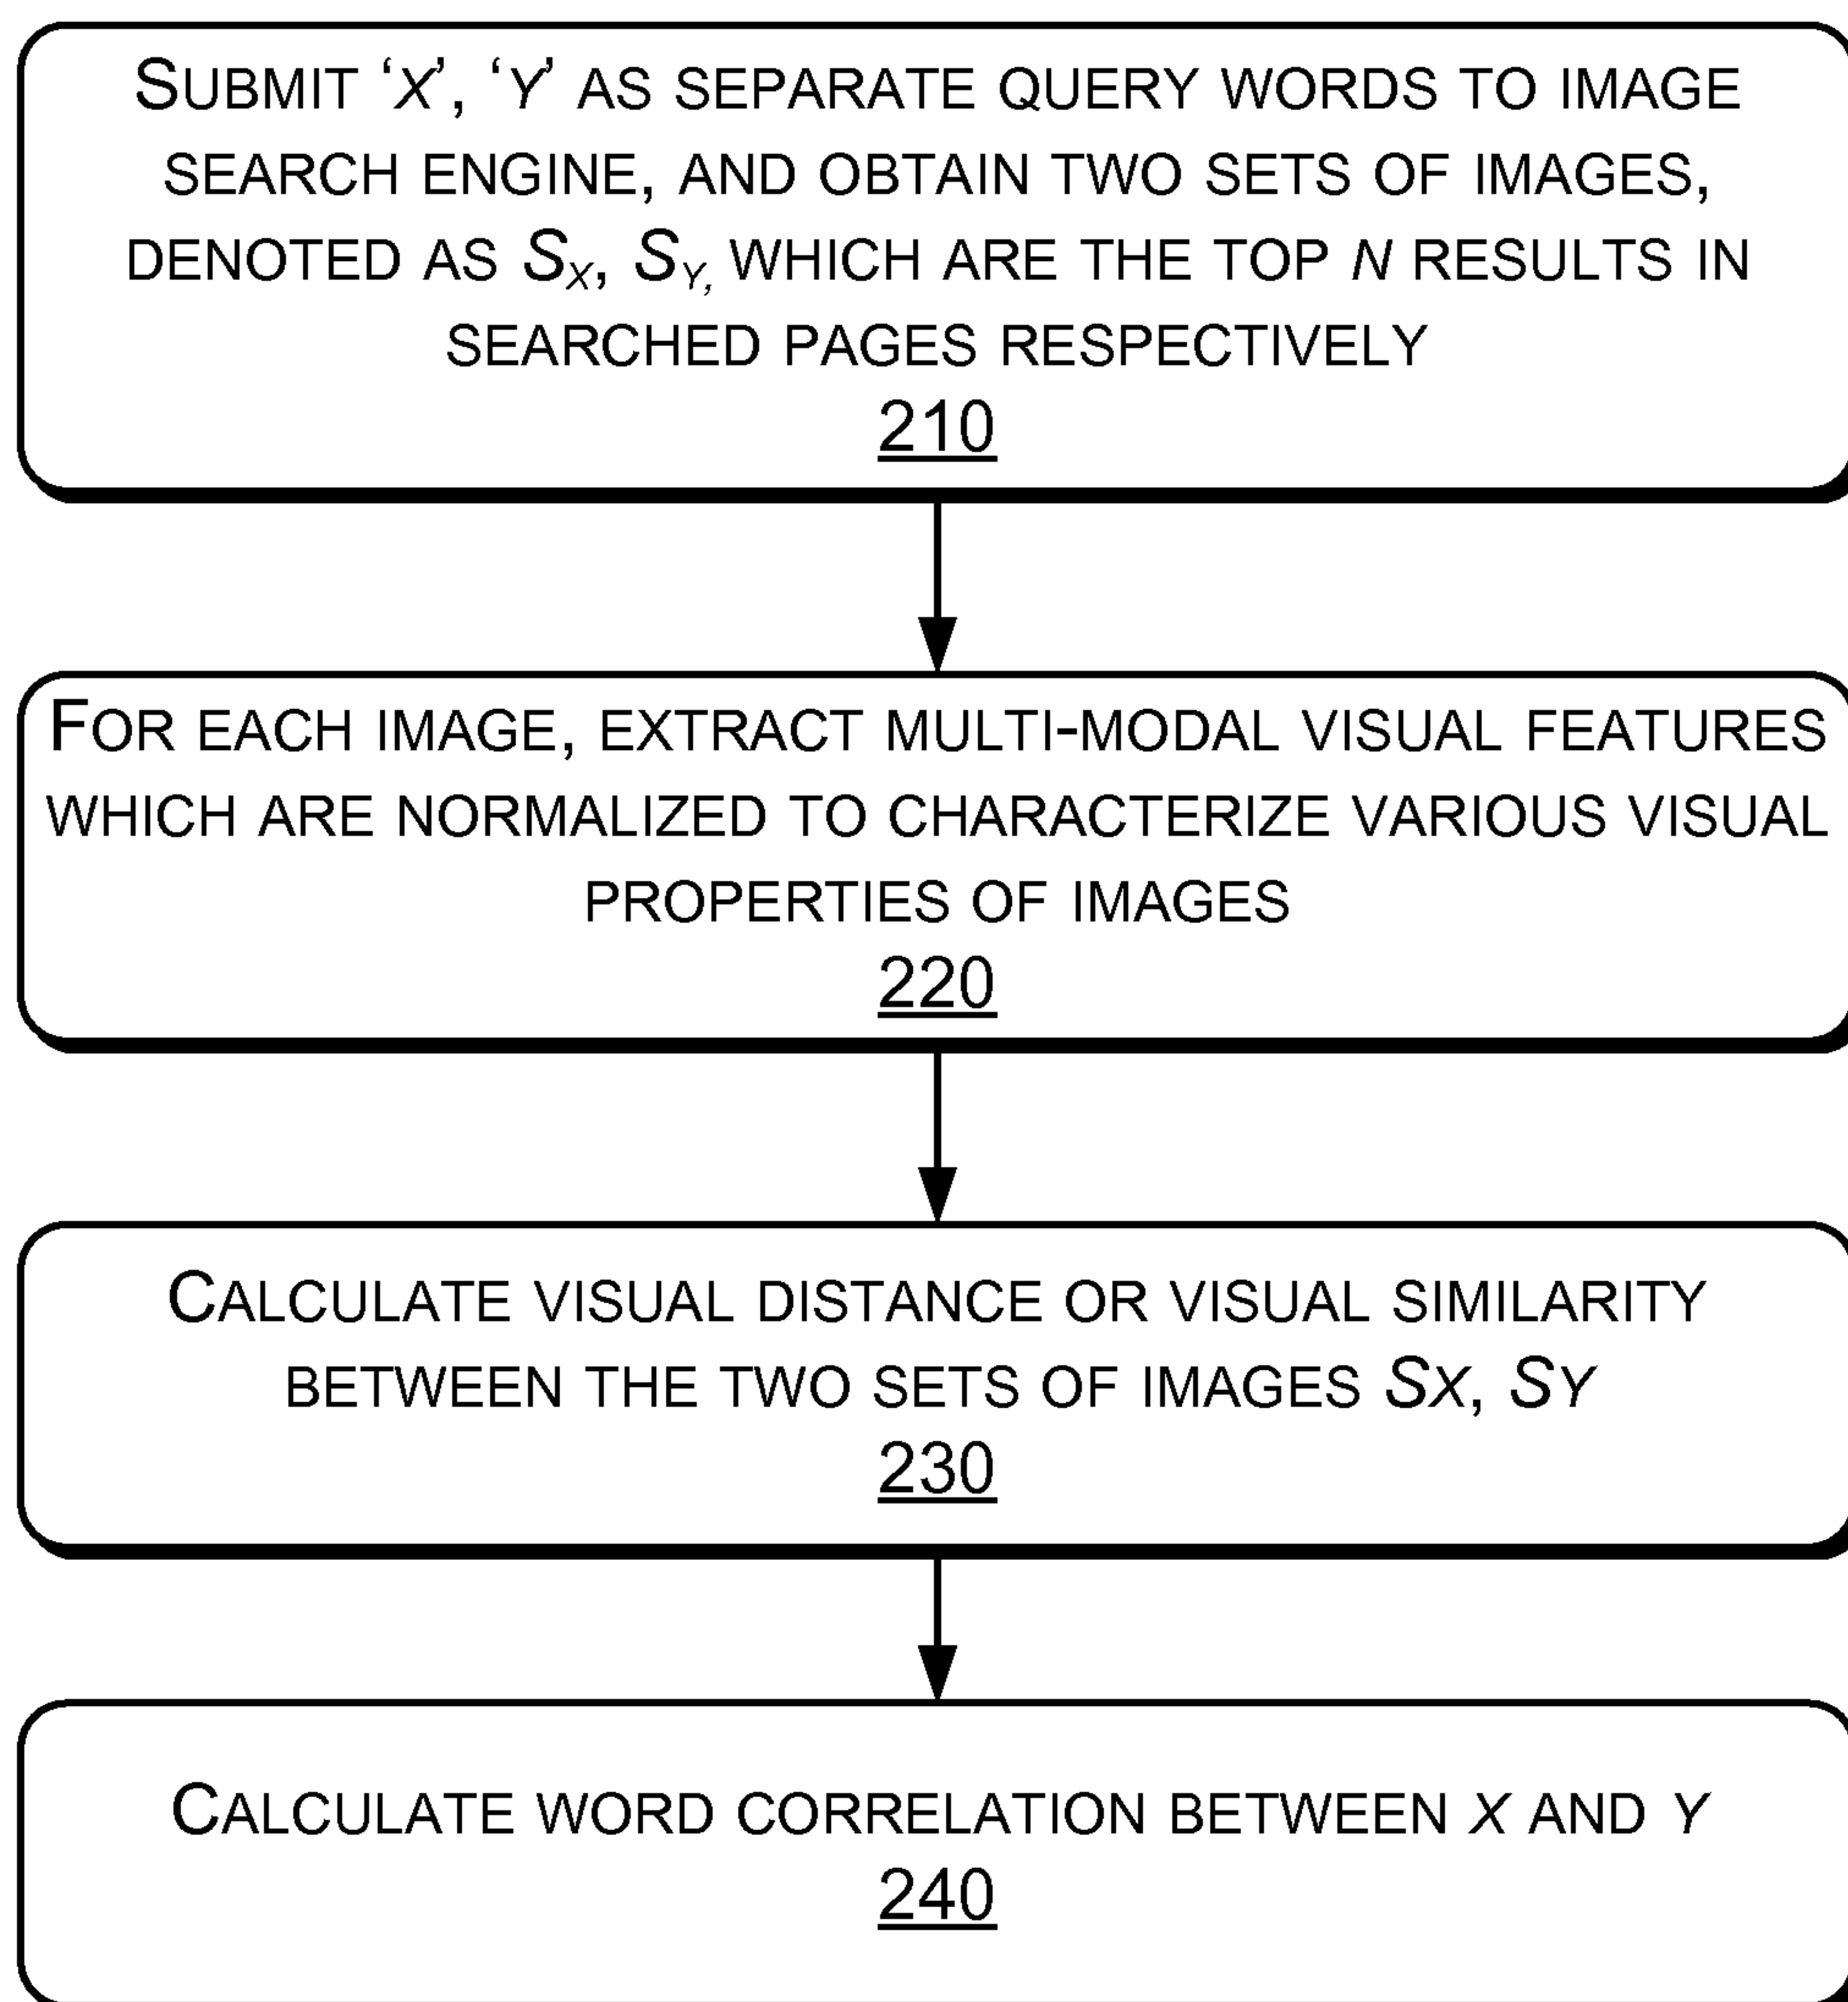 SUBMIT ‘X’, ‘Y’ AS SEPARATE QUERY WORDS TO IMAGE
SEARCH ENGINE, AND OBTAIN TWO SETS OF IMAGES,
DENOTED AS SX, SY, WHICH ARE THE TOP N RESULTS IN
SEARCHED PAGES RESPECTIVELY
210
FOR EACH IMAGE, EXTRACT MULTI-MODAL VISUAL FEATURES
WHICH ARE NORMALIZED TO CHARACTERIZE VARIOUS VISUAL
PROPERTIES OF IMAGES
220
CALCULATE VISUAL DISTANCE OR VISUAL SIMILARITY
BETWEEN THE TWO SETS OF IMAGES SX, SY
230
CALCULATE WORD CORRELATION BETWEEN X AND Y
240